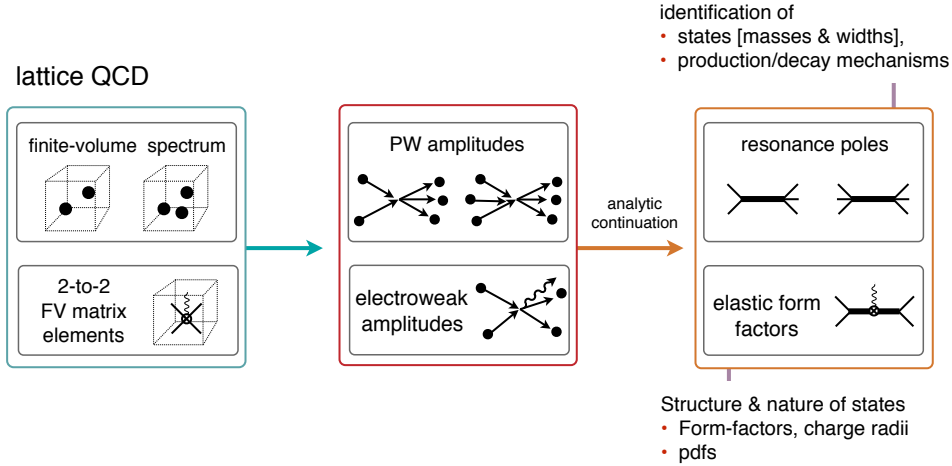 identification of
• states [masses & widths],
• production/decay mechanisms
lattice QCD
finite-volume spectrum
2-to-2
FV matrix
elements
PW amplitudes
electroweak
amplitudes
analytic
continuation
resonance poles
elastic form
factors
Structure & nature of states
• Form-factors, charge radii
• pdfs